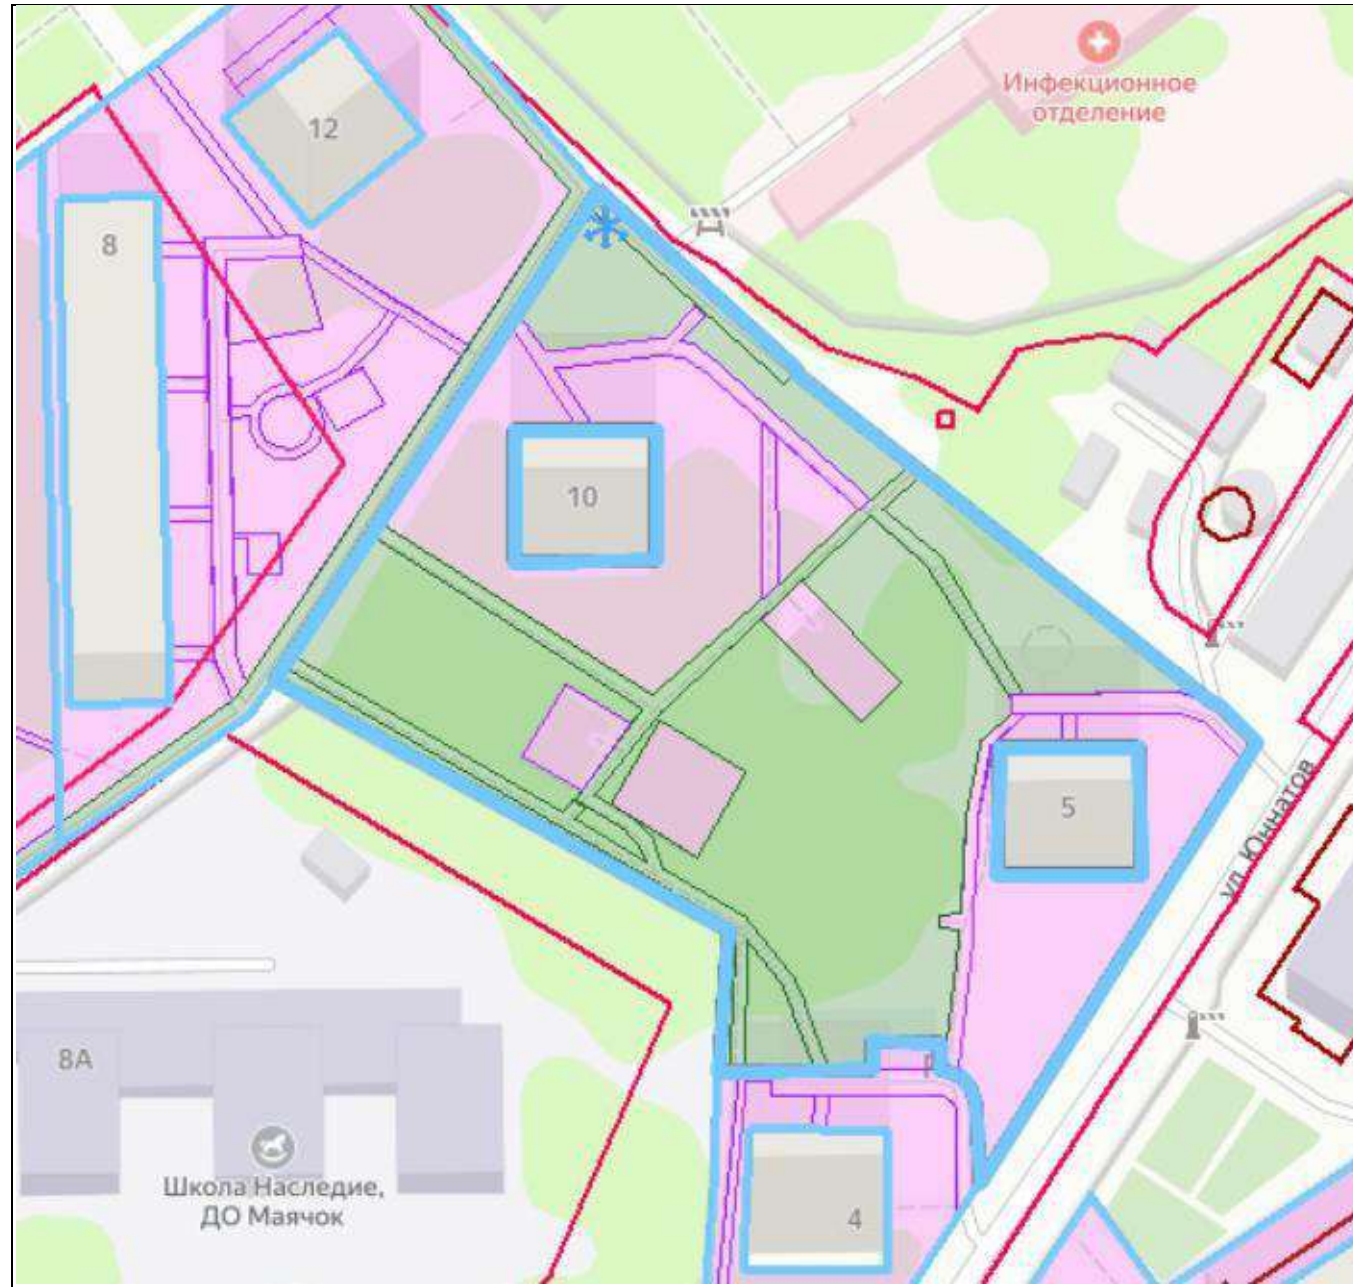 Инфекционное
отделение
12
8
10
5
ул. Юннатов
8А
Школа Наследие,
ДО Маячок
4